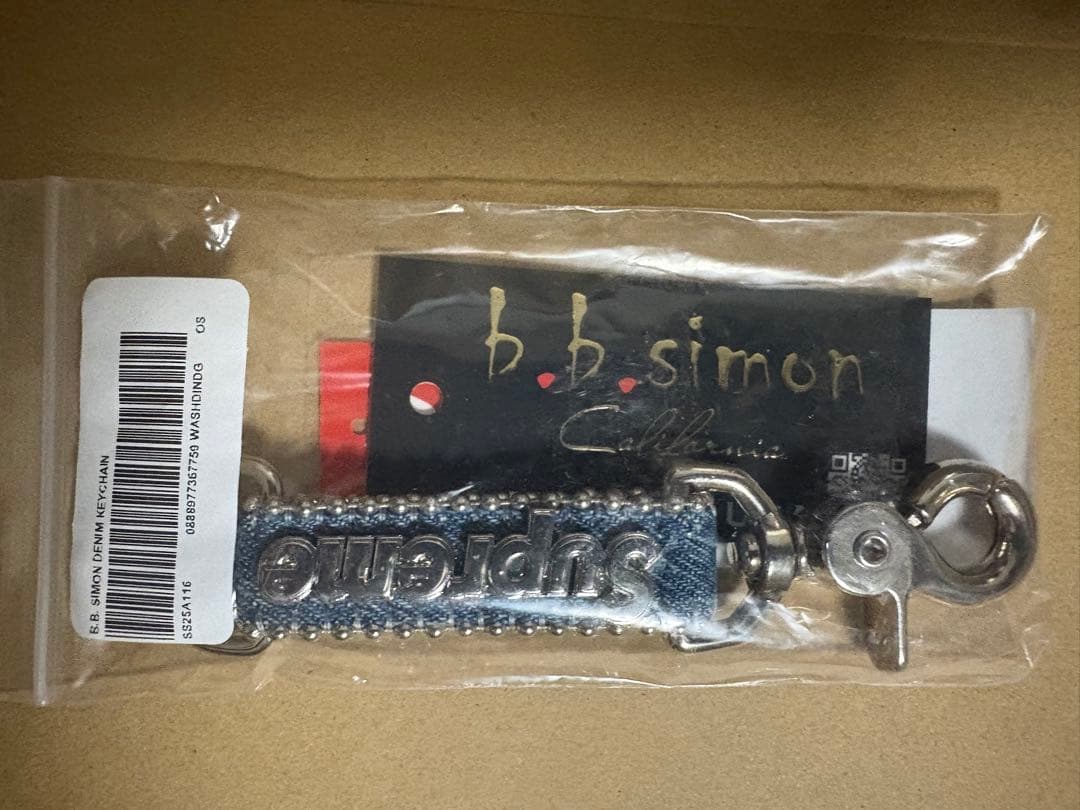 B.B. SIMON DENIM KEYCHAIN
SS25A116
0888977367759 WASHDINDG
OS
b.b.simon
California
Supreme